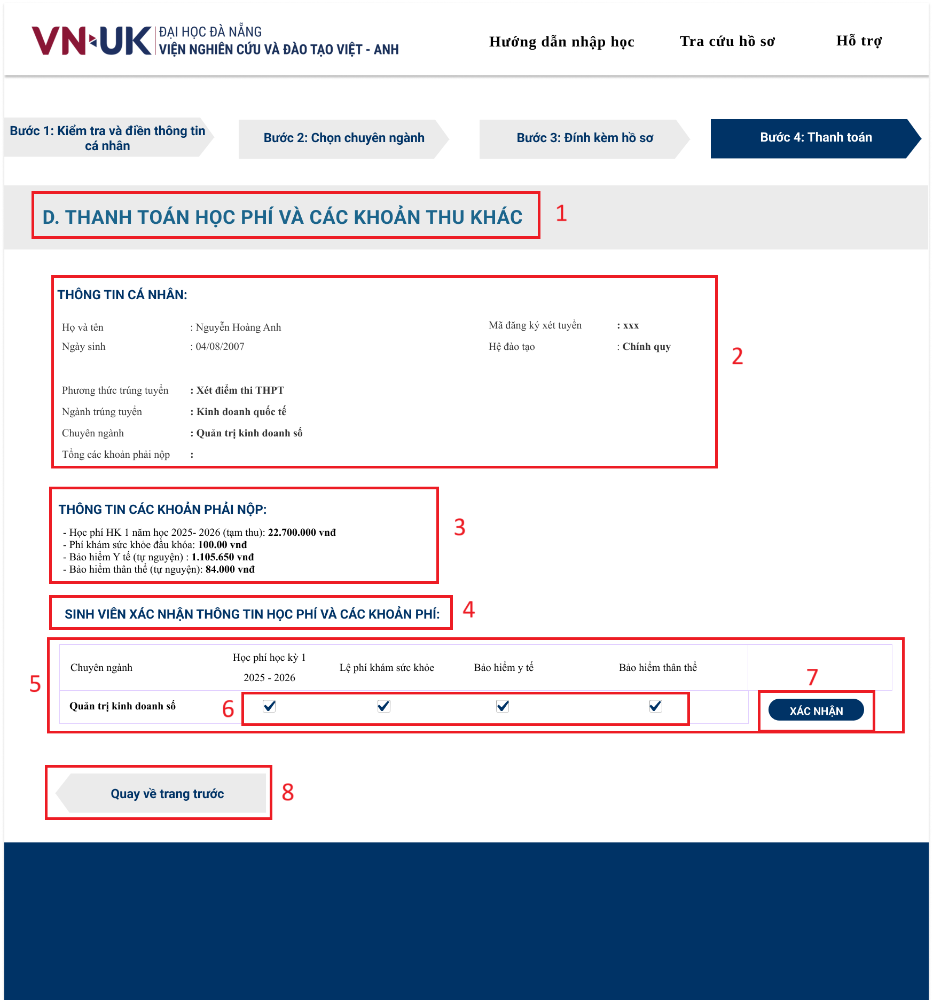 VN-UK
ĐẠI HỌC ĐÀ NẴNG
VIỆN NGHIÊN CỨU VÀ ĐÀO TẠO VIỆT - ANH
Hướng dẫn nhập học
Tra cứu hồ sơ
Hỗ trợ
Bước 1: Kiểm tra và điền thông tin
cá nhân
Bước 2: Chọn chuyên ngành
Bước 3: Đính kèm hồ sơ
Bước 4: Thanh toán
D. THANH TOÁN HỌC PHÍ VÀ CÁC KHOẢN THU KHÁC
1
THÔNG TIN CÁ NHÂN:
Họ và tên : Nguyễn Hoàng Anh
Mã đăng ký xét tuyển : xxx
Ngày sinh : 04/08/2007
Hệ đào tạo : Chính quy
2
Phương thức trúng tuyển : Xét điểm thi THPT
Ngành trúng tuyển : Kinh doanh quốc tế
Chuyên ngành : Quản trị kinh doanh số
Tổng các khoản phải nộp :
THÔNG TIN CÁC KHOẢN PHẢI NỘP:
3
- Học phí HK 1 năm học 2025- 2026 (tạm thu): 22.700.000 vnđ
- Phí khám sức khỏe đầu khóa: 100.00 vnđ
- Bảo hiểm Y tế (tự nguyện) : 1.105.650 vnđ
- Bảo hiểm thân thể (tự nguyện): 84.000 vnđ
SINH VIÊN XÁC NHẬN THÔNG TIN HỌC PHÍ VÀ CÁC KHOẢN PHÍ:
4
5
Chuyên ngành
Học phí học kỳ 1
2025 - 2026
Lệ phí khám sức khỏe
Bảo hiểm y tế
Bảo hiểm thân thể
7
Quản trị kinh doanh số
6
XÁC NHẬN
Quay về trang trước
8